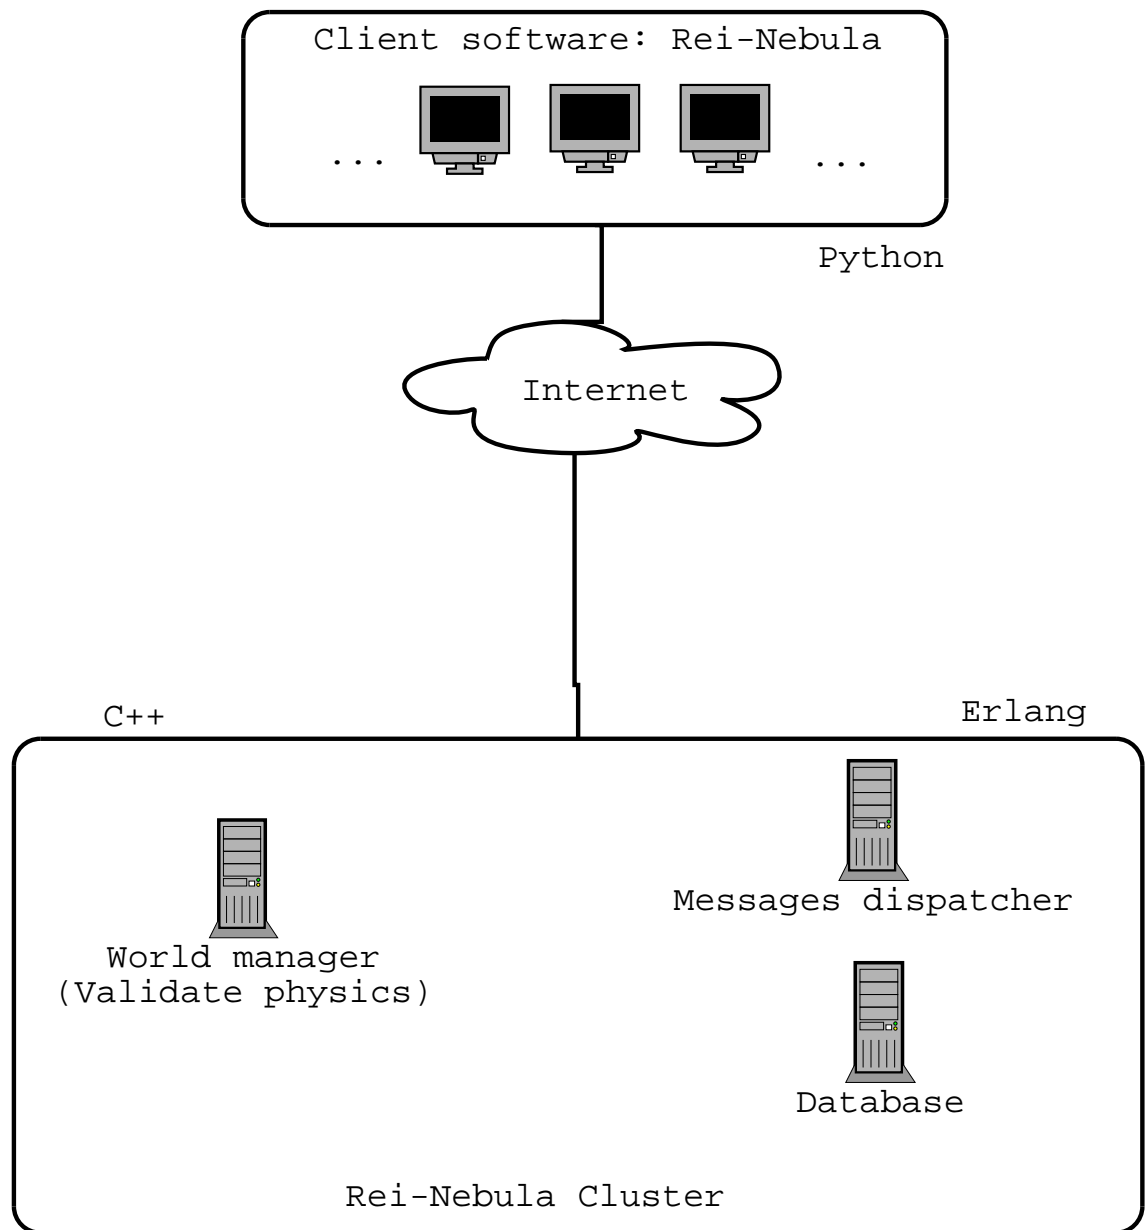 Client software: Rei-Nebula
... ...
Python
Internet
C++ Erlang
Messages dispatcher
World manager
(Validate physics)
Database
Rei-Nebula Cluster